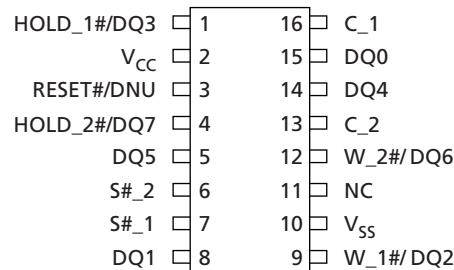 HOLD_1#/DQ3 1 16 C_1
VCC 2 15 DQ0
RESET#/DNU 3 14 DQ4
HOLD_2#/DQ7 4 13 C_2
DQ5 5 12 W_2#/DQ6
S#_2 6 11 NC
S#_1 7 10 VSS
DQ1 8 9 W_1#/DQ2